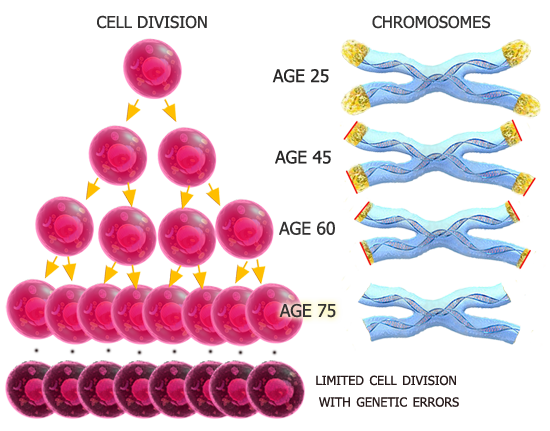 CELL DIVISION
CHROMOSOMES
AGE 25
AGE 45
AGE 60
AGE 75
LIMITED CELL DIVISION
WITH GENETIC ERRORS